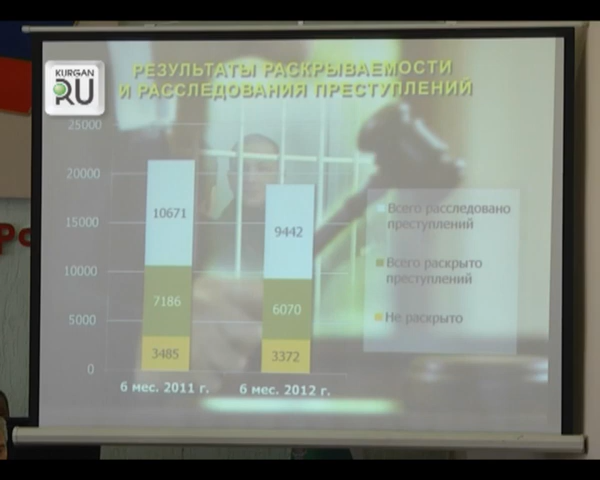 KURGAN
RU
РЕЗУЛЬТАТЫ РАСКРЫВАЕМОСТИ
И РАССЛЕДОВАНИЯ ПРЕСТУПЛЕНИЙ
25000
20000
15000
10000
5000
0
10671
7186
3485
9442
6070
3372
6 мес. 2011 г.
6 мес. 2012 г.
Всего расследовано
преступлений
Всего раскрыто
преступлений
Не раскрыто